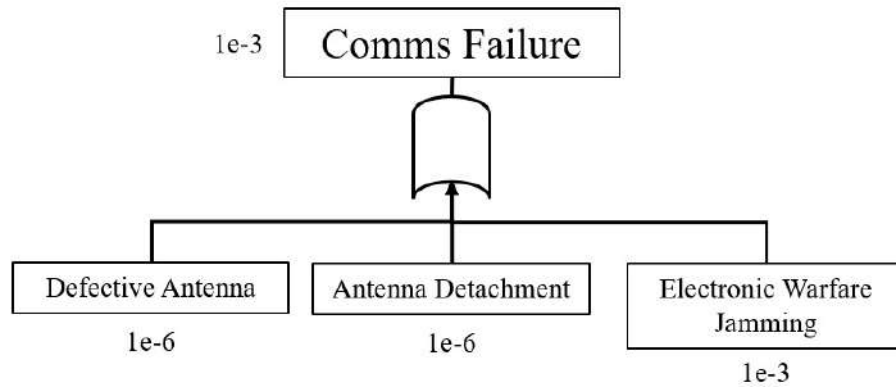 1e-3
Comms Failure
Defective Antenna
Antenna Detachment
Electronic Warfare
Jamming
1e-6
1e-6
1e-3